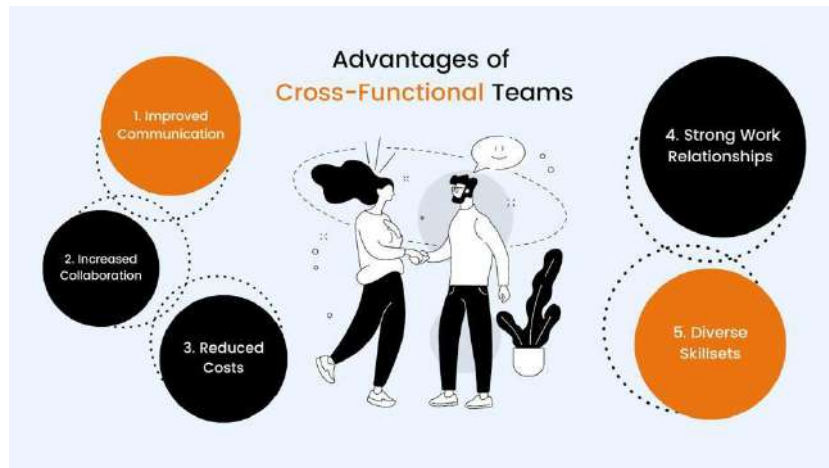 Advantages of
Cross-Functional Teams
1. Improved
Communication
2. Increased
Collaboration
3. Reduced
Costs
4. Strong Work
Relationships
5. Diverse
Skillsets